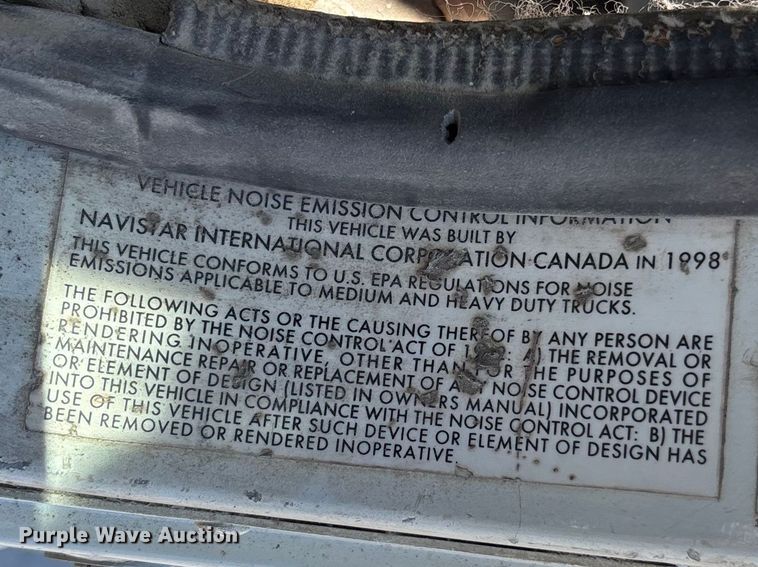 VEHICLE NOISE EMISSION CONTROL INFORMATION
THIS VEHICLE WAS BUILT BY
NAVISTAR INTERNATIONAL CORPORATION CANADA IN 1998
THIS VEHICLE CONFORMS TO U.S. EPA REGULATIONS FOR NOISE
EMISSIONS APPLICABLE TO MEDIUM AND HEAVY DUTY TRUCKS.
THE FOLLOWING ACTS OR THE CAUSING THEREOF BY ANY PERSON ARE
PROHIBITED BY THE NOISE CONTROL ACT OF A) THE REMOVAL OR
RENDERING INOPERATIVE, OTHER THAN FOR THE PURPOSES OF
MAINTENANCE REPAIR OR REPLACEMENT OF ANY NOISE CONTROL DEVICE
OR ELEMENT OF DESIGN (LISTED IN OWNERS MANUAL) INCORPORATED
INTO THIS VEHICLE IN COMPLIANCE WITH THE NOISE CONTROL ACT: B) THE
USE OF THIS VEHICLE AFTER SUCH DEVICE OR ELEMENT OF DESIGN HAS
BEEN REMOVED OR RENDERED INOPERATIVE.
Purple Wave Auction